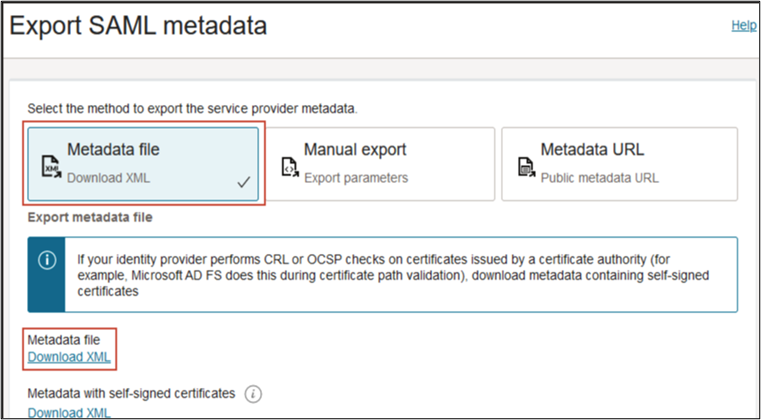 Export SAML metadata
Help
Select the method to export the service provider metadata.
Metadata file
Download XML
Manual export
Export parameters
Metadata URL
Public metadata URL
Export metadata file
If your identity provider performs CRL or OCSP checks on certificates issued by a certificate authority (for
example, Microsoft AD FS does this during certificate path validation), download metadata containing self-signed
certificates
Metadata file
Download XML
Metadata with self-signed certificates
Download XML